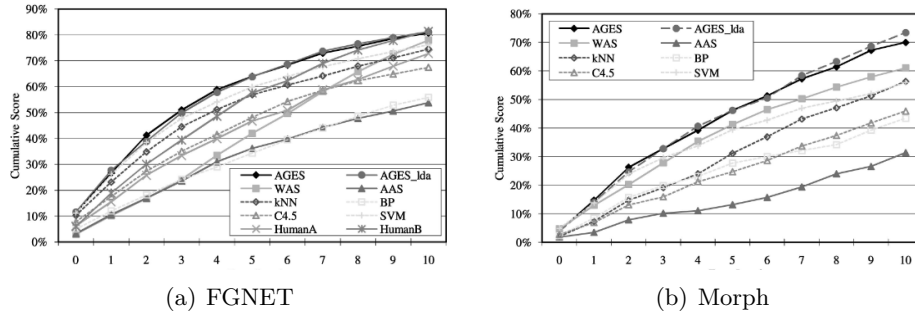 90%
80%
70%
60%
50%
40%
30%
20%
10%
0%
Cumulative Score
AGES AGES_lda
WAS AAS
kNN BP
C4.5 SVM
HumanA HumanB
0 1 2 3 4 5 6 7 8 9 10
(a) FGNET
80%
70%
60%
50%
40%
30%
20%
10%
0%
Cumulative Score
AGES AGES_lda
WAS AAS
kNN BP
C4.5 SVM
0 1 2 3 4 5 6 7 8 9 10
(b) Morph